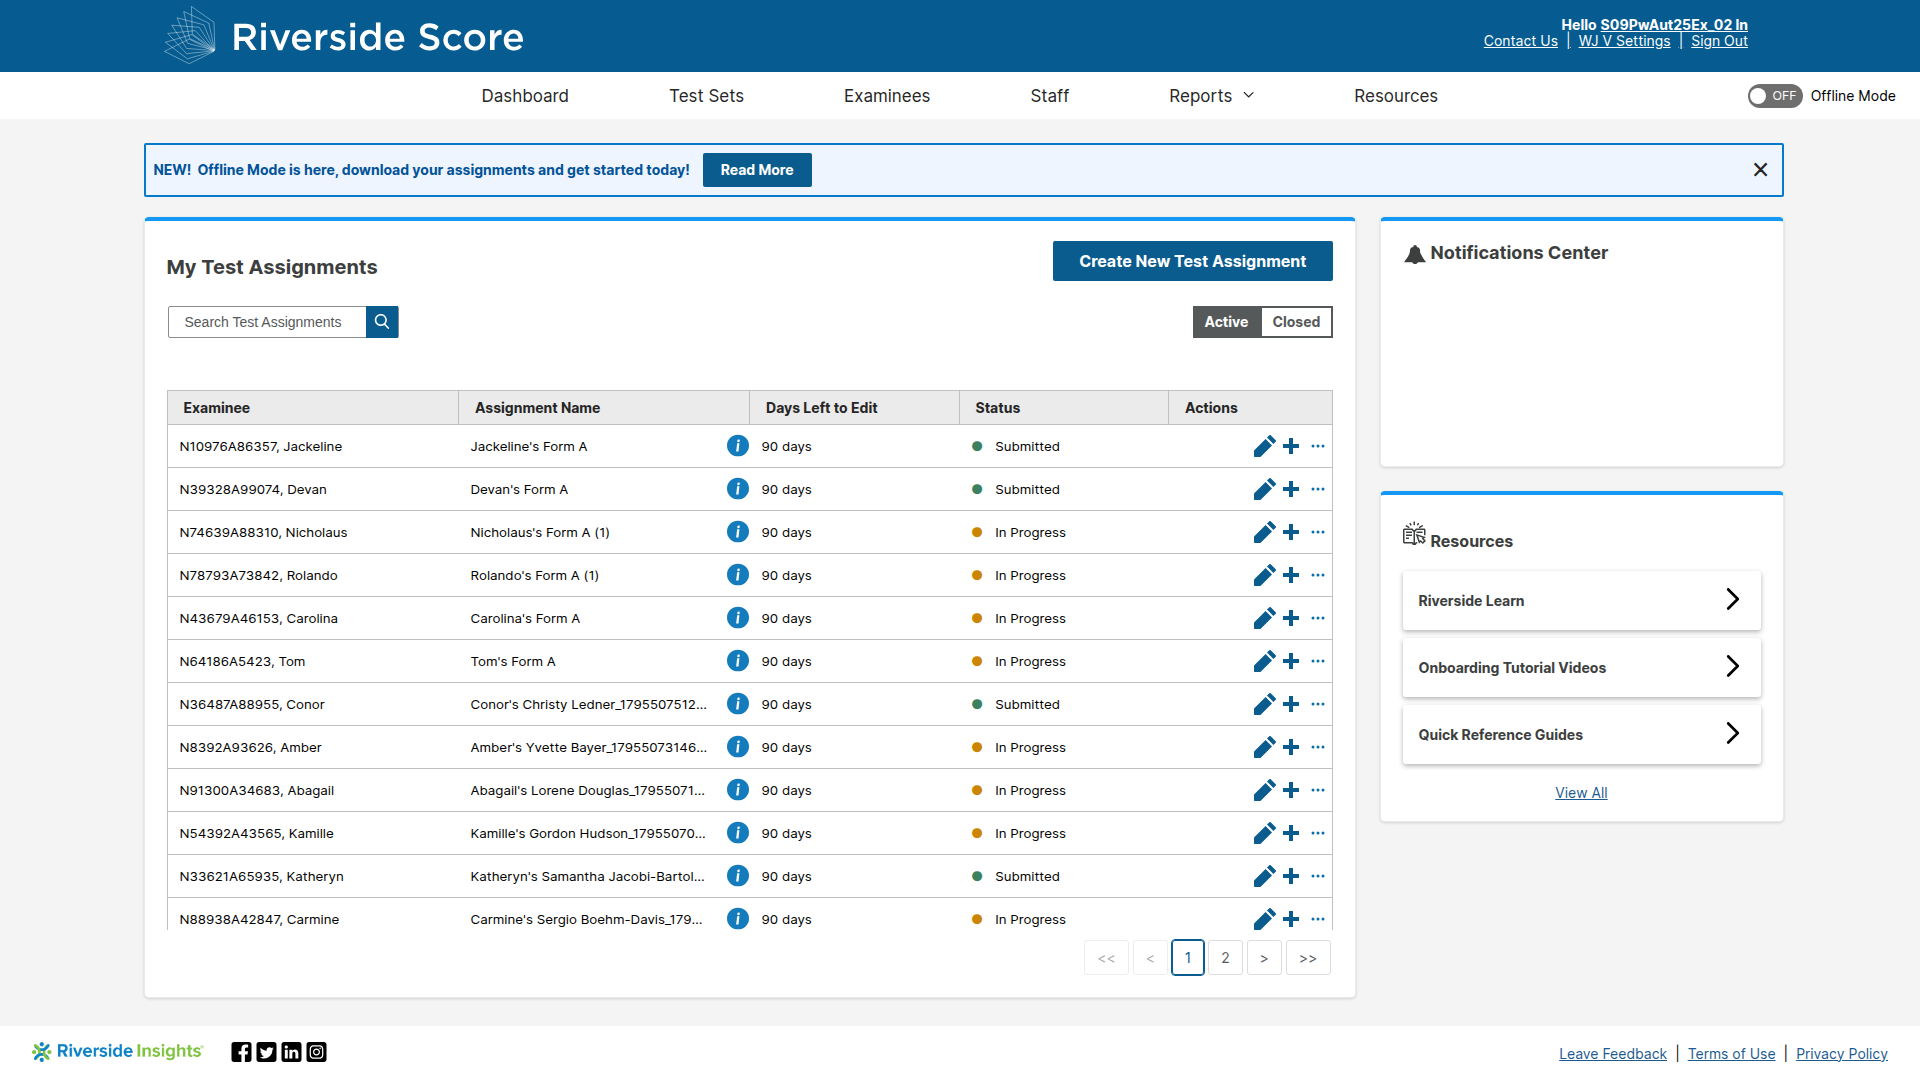 Riverside Score
Hello S09PwAut25Ex_02 In
Contact Us | WJ V Settings | Sign Out
Dashboard
Test Sets
Examinees
Staff
Reports
Resources
OFF
Offline Mode
NEW! Offline Mode is here, download your assignments and get started today!
Read More
My Test Assignments
Create New Test Assignment
Search Test Assignments
Active
Closed
Examinee Assignment Name Days Left to Edit Status Actions
N10976A86357, Jackeline Jackeline's Form A i 90 days Submitted
N39328A99074, Devan Devan's Form A i 90 days Submitted
N74639A88310, Nicholaus Nicholaus's Form A (1) i 90 days In Progress
N78793A73842, Rolando Rolando's Form A (1) i 90 days In Progress
N43679A46153, Carolina Carolina's Form A i 90 days In Progress
N64186A5423, Tom Tom's Form A i 90 days In Progress
N36487A88955, Conor Conor's Christy Ledner_1795507512... i 90 days Submitted
N8392A93626, Amber Amber's Yvette Bayer_17955073146... i 90 days In Progress
N91300A34683, Abagail Abagail's Lorene Douglas_17955071... i 90 days In Progress
N54392A43565, Kamille Kamille's Gordon Hudson_17955070... i 90 days In Progress
N33621A65935, Katheryn Katheryn's Samantha Jacobi-Bartol... i 90 days Submitted
N88938A42847, Carmine Carmine's Sergio Boehm-Davis_179... i 90 days In Progress
<< < 1 2 > >>
Notifications Center
Resources
Riverside Learn
Onboarding Tutorial Videos
Quick Reference Guides
View All
Riverside Insights
Leave Feedback | Terms of Use | Privacy Policy